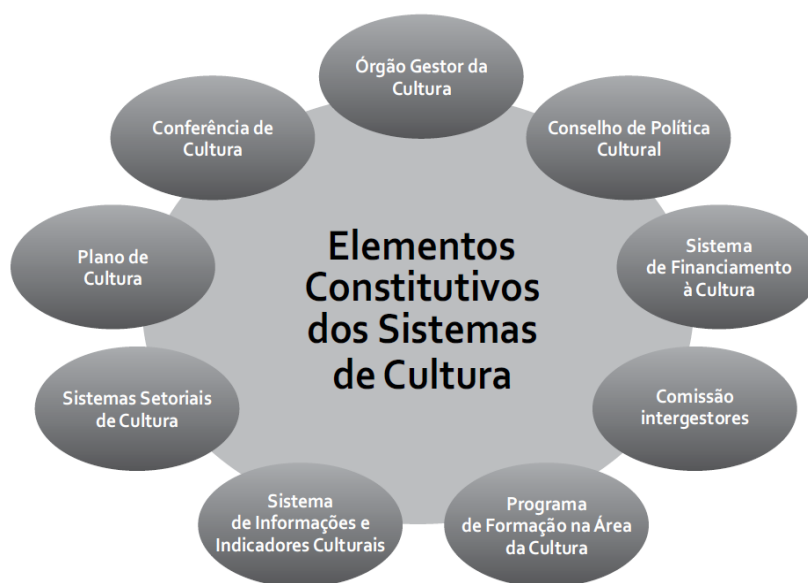 Órgão Gestor da
Cultura
Conferência de
Cultura
Conselho de Política
Cultural
Plano de
Cultura
Elementos
Constitutivos
dos Sistemas
de Cultura
Sistema
de Financiamento
à Cultura
Sistemas Setoriais
de Cultura
Comissão
intergestores
Sistema
de Informações e
Indicadores Culturais
Programa
de Formação na Área
da Cultura